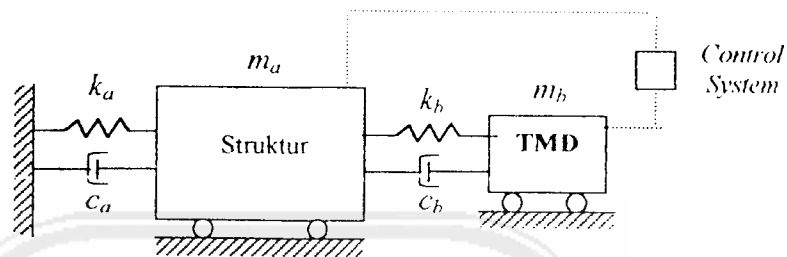 m_a
Control
System
k_a
k_b
m_b
Struktur
TMD
c_a
c_b